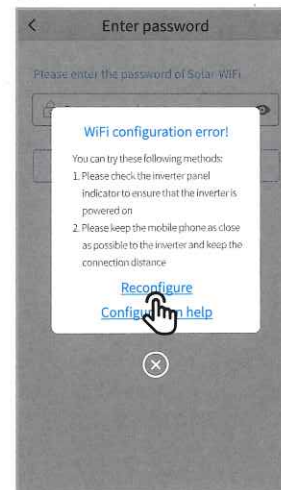 Enter password
Please enter the password of Solar WiFi
WiFi configuration error!
You can try these following methods:
1. Please check the inverter panel
indicator to ensure that the inverter is
powered on
2. Please keep the mobile phone as close
as possible to the inverter and keep the
connection distance
Reconfigure
help